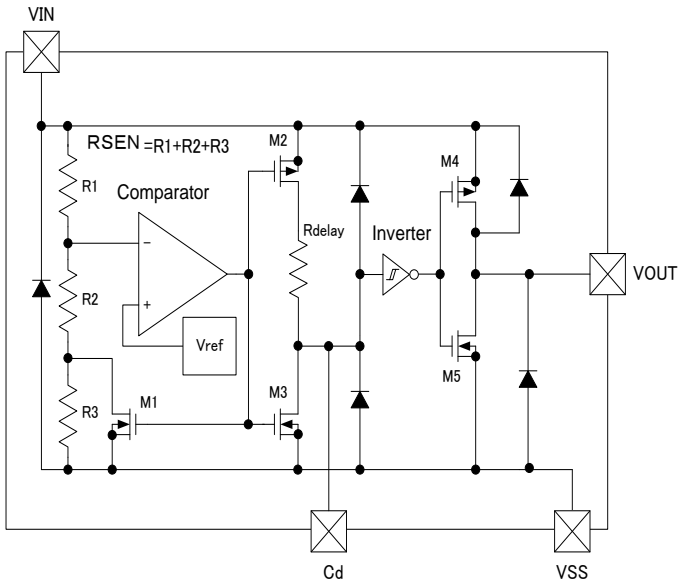 VIN
RSEN =R1+R2+R3
M2
M4
R1
Comparator
Rdelay
Inverter
−
VOUT
R2
+
Vref
M5
R3
M1
M3
Cd
VSS